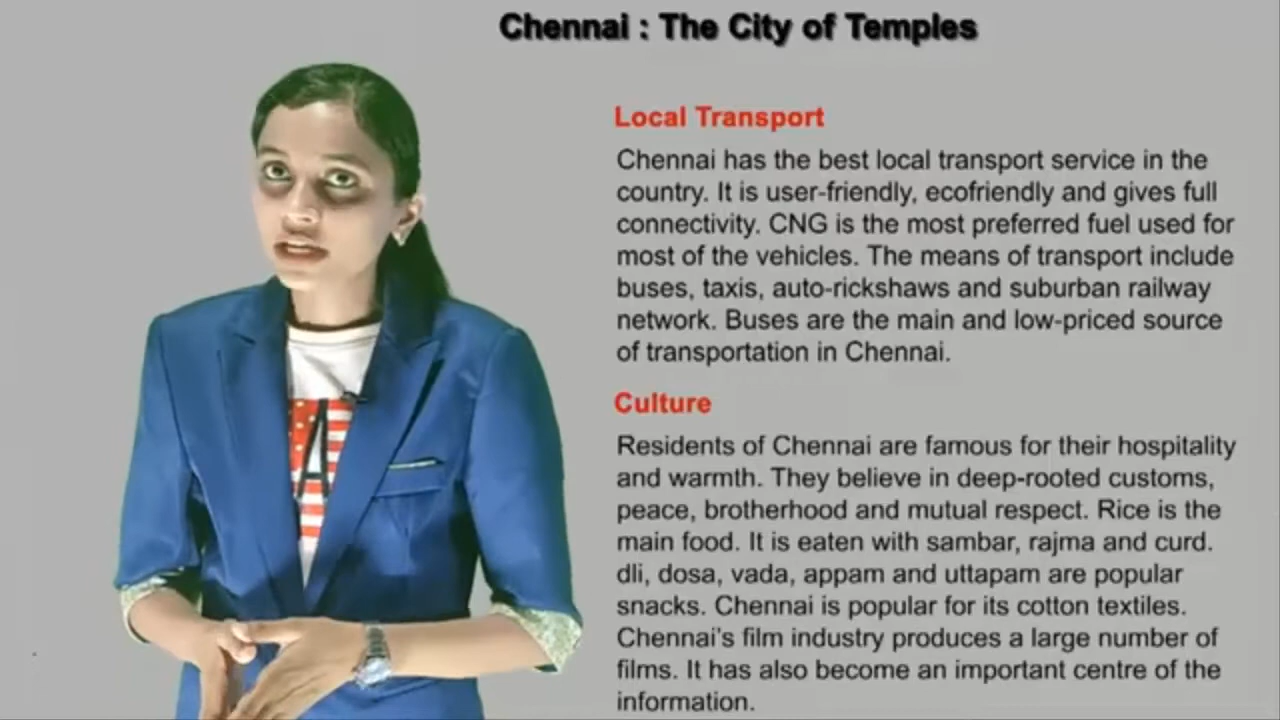 Chennai : The City of Temples
Local Transport
Chennai has the best local transport service in the
country. It is user-friendly, ecofriendly and gives full
connectivity. CNG is the most preferred fuel used for
most of the vehicles. The means of transport include
buses, taxis, auto-rickshaws and suburban railway
network. Buses are the main and low-priced source
of transportation in Chennai.
Culture
Residents of Chennai are famous for their hospitality
and warmth. They believe in deep-rooted customs,
peace, brotherhood and mutual respect. Rice is the
main food. It is eaten with sambar, rajma and curd.
dli, dosa, vada, appam and uttapam are popular
snacks. Chennai is popular for its cotton textiles.
Chennai's film industry produces a large number of
films. It has also become an important centre of the
information.
A